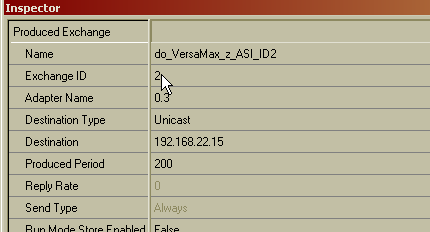 Inspector
Produced Exchange
Name do_VersaMax_z_ASI_ID2
Exchange ID 2
Adapter Name 0.3
Destination Type Unicast
Destination 192.168.22.15
Produced Period 200
Reply Rate 0
Send Type Always
Run Mode Store Enabled False